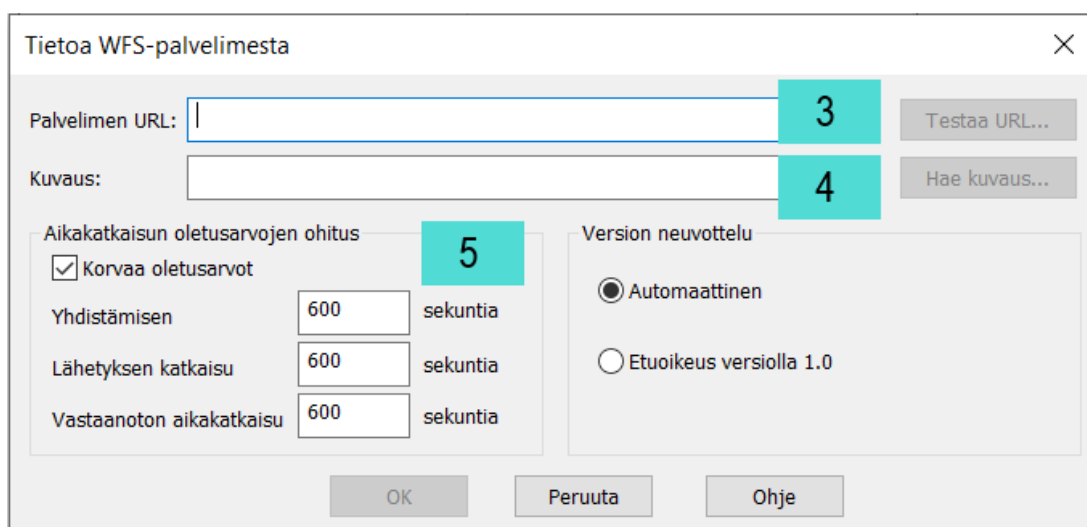 Tietoa WFS-palvelimesta
Palvelimen URL: 3 Testaa URL...
Kuvaus: 4 Hae kuvaus...
Aikakatkaisun oletusarvojen ohitus 5
Korvaa oletusarvot
Yhdistämisen 600 sekuntia
Lähetyksen katkaisu 600 sekuntia
Vastaanoton aikakatkaisu 600 sekuntia
Version neuvottelu
Automaattinen
Etuoikeus versiolla 1.0
OK Peruuta Ohje